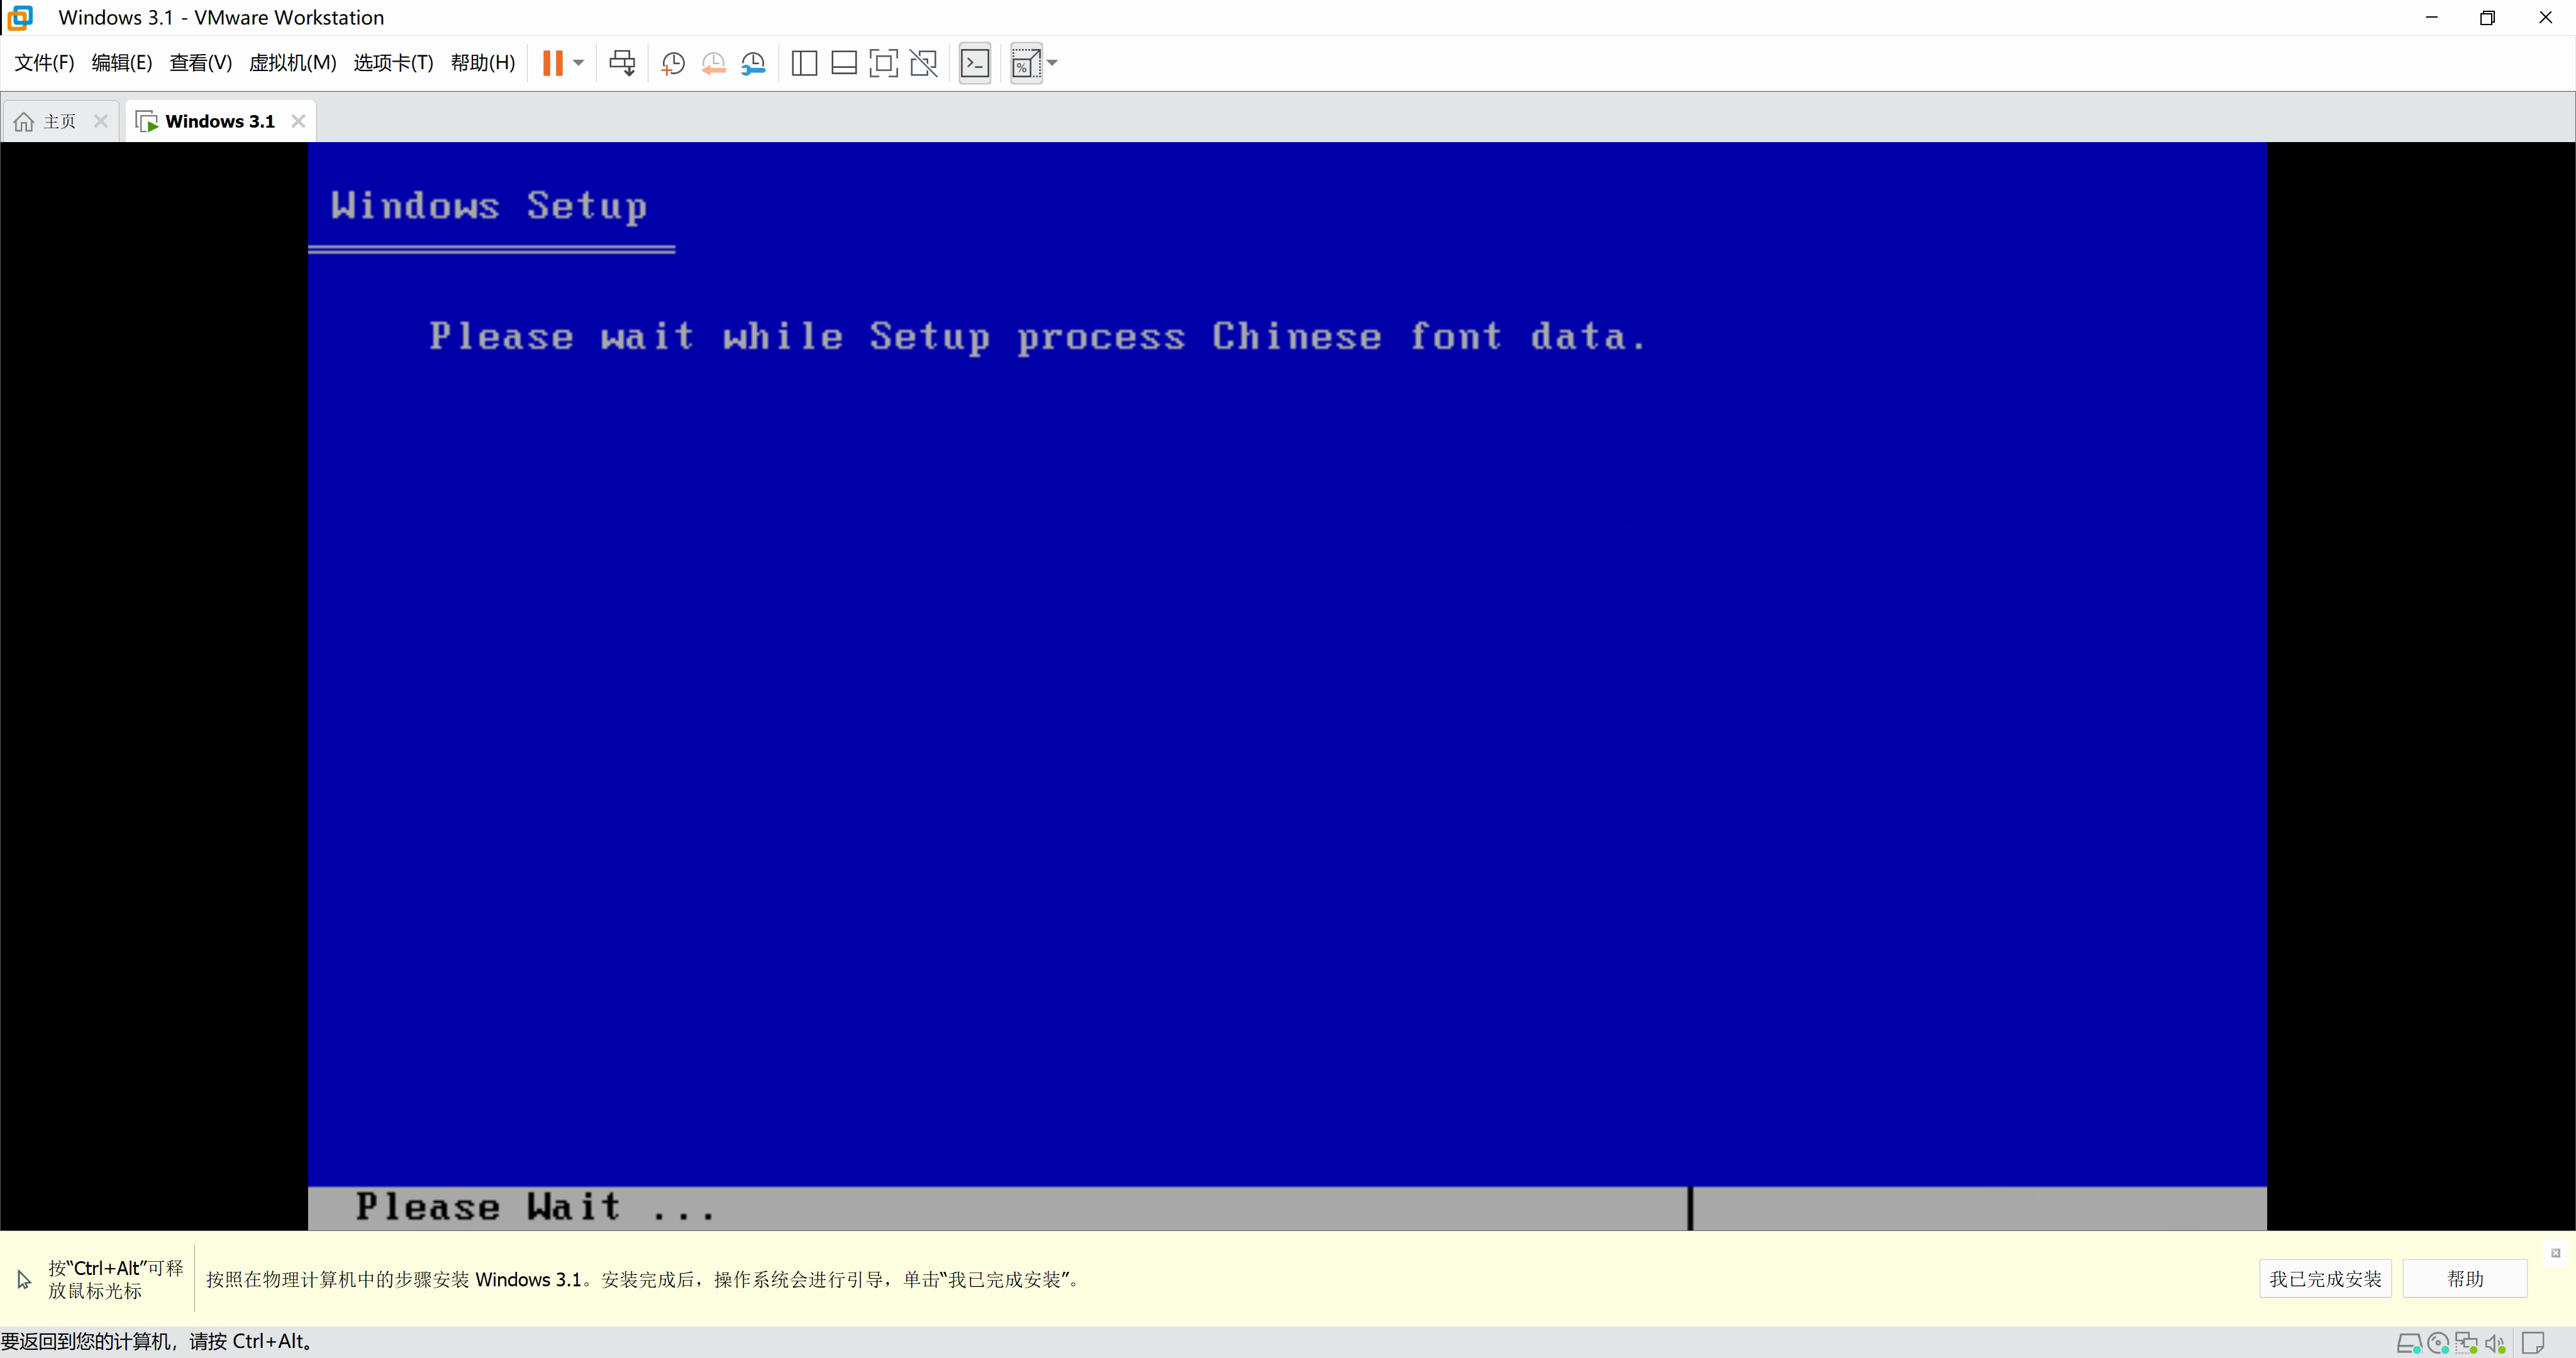 Windows 3.1 - VMware Workstation
文件(F) 编辑(E) 查看(V) 虚拟机(M) 选项卡(T) 帮助(H)
主页 Windows 3.1
Windows Setup
Please wait while Setup process Chinese font data.
Please Wait ...
按“Ctrl+Alt”可释
放鼠标光标
按照在物理计算机中的步骤安装 Windows 3.1。安装完成后，操作系统会进行引导，单击“我已完成安装”。
我已完成安装 帮助
要返回到您的计算机，请按 Ctrl+Alt。